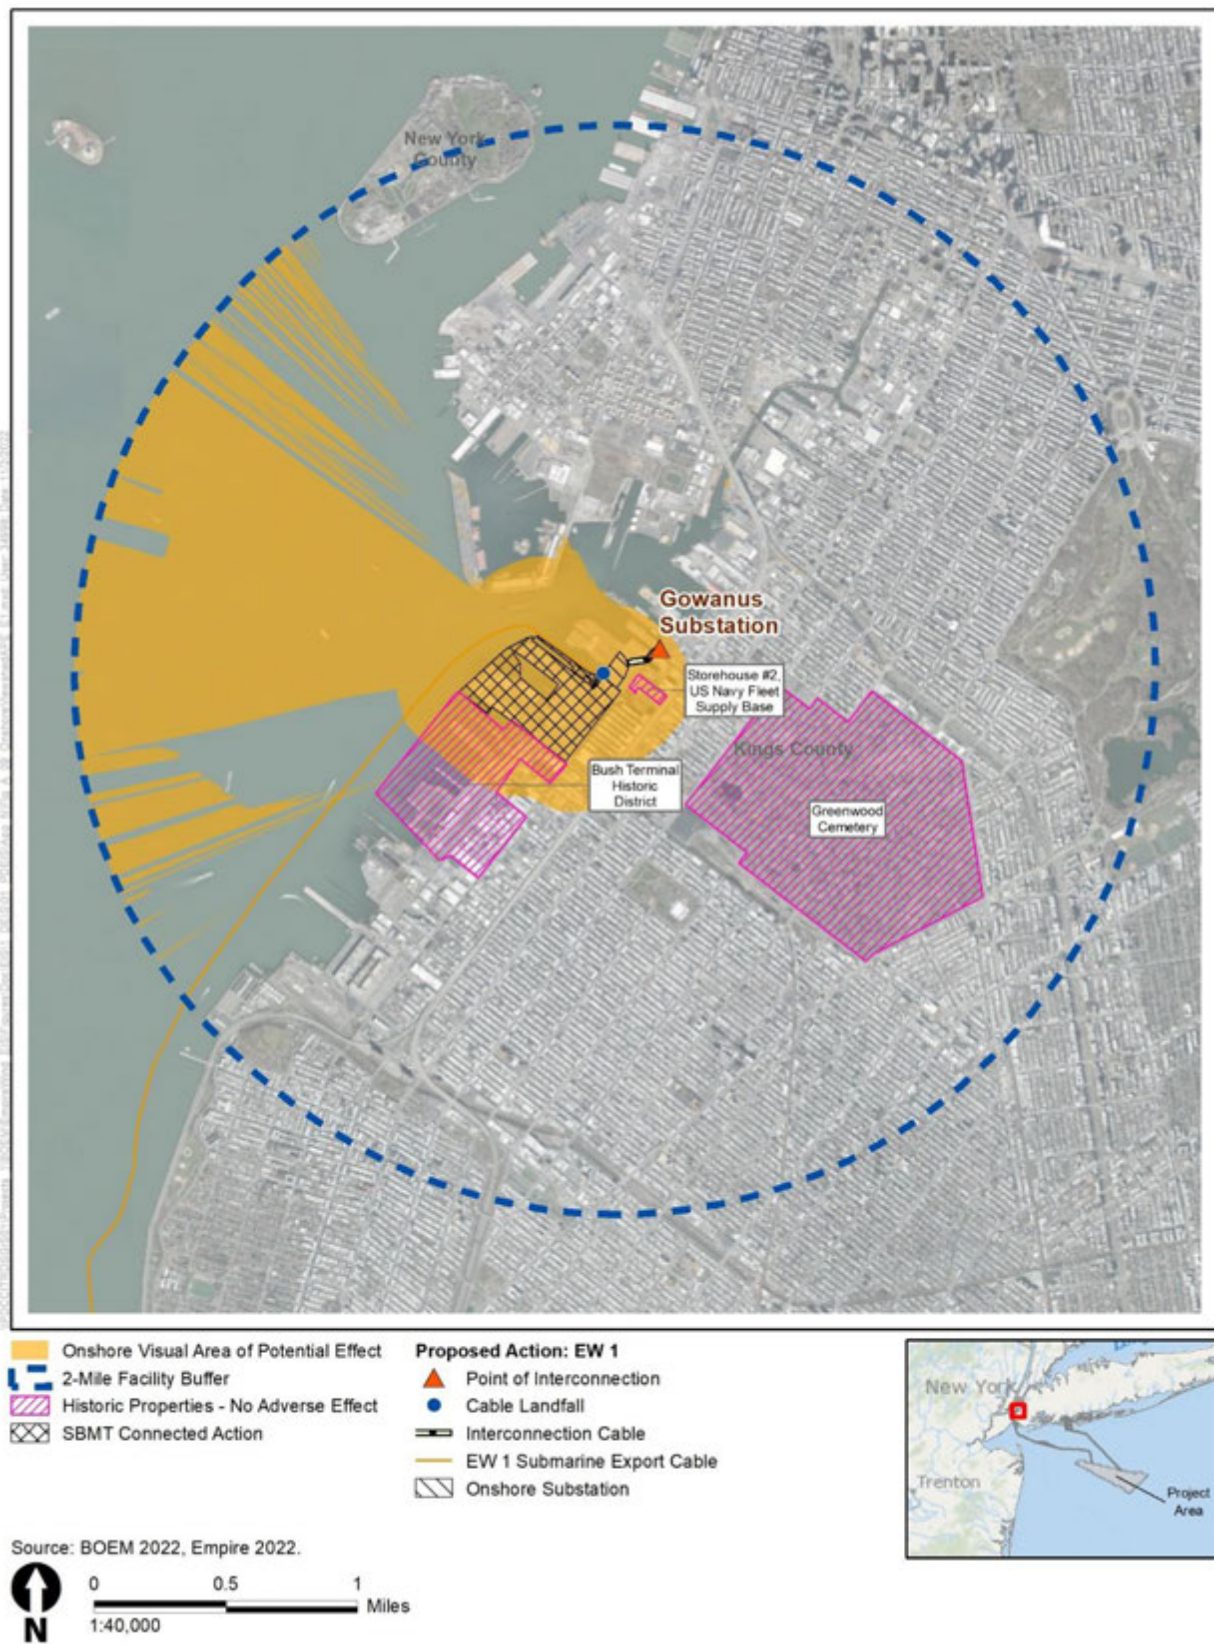 New York
County
Gowanus
Substation
Storehouse #2,
US Navy Fleet
Supply Base
Kings County
Bush Terminal
Historic
District
Greenwood
Cemetery
Onshore Visual Area of Potential Effect
2-Mile Facility Buffer
Historic Properties - No Adverse Effect
SBMT Connected Action
Proposed Action: EW 1
Point of Interconnection
Cable Landfall
Interconnection Cable
EW 1 Submarine Export Cable
Onshore Substation
New York
Trenton
Project
Area
Source: BOEM 2022, Empire 2022.
N
0 0.5 1
Miles
1:40,000